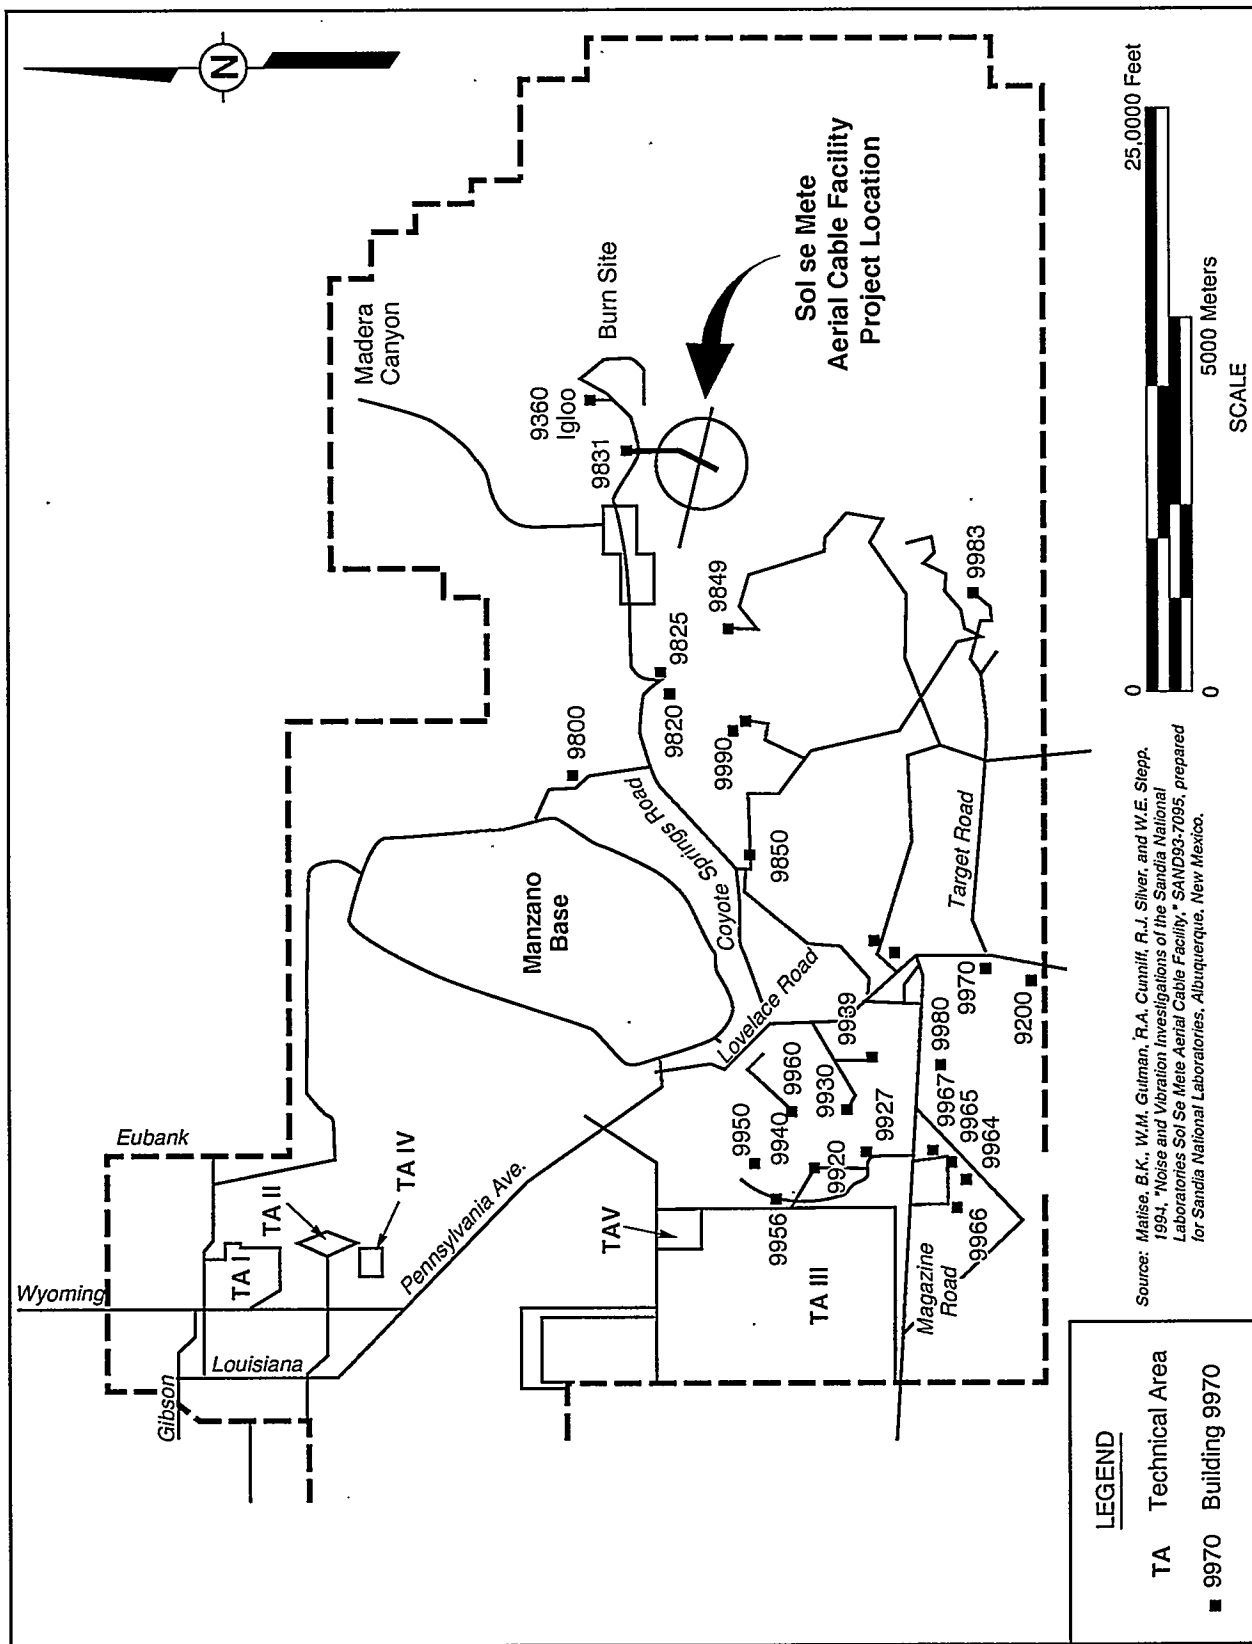 N
Madera
Canyon
Burn Site
9360
Igloo
9831
Sol se Mete
Aerial Cable Facility
Project Location
9849
9983
9825
9820
9800
9990
9850
Coyote Springs Road
Manzano
Base
Lovelace Road
Target Road
9939
9960
9930
9950
9940
9920
9927
9956
9980
9970
9200
9967
9965
9964
9966
Magazine
Road
Eubank
Wyoming
Louisiana
Gibson
Pennsylvania Ave.
TA I
TA II
TA IV
TAV
TA III
0
25,0000 Feet
0
5000 Meters
SCALE
Source: Matise, B.K., W.M. Gutman, R.A. Cunniff, R.J. Silver, and W.E. Stepp.
1994, "Noise and Vibration Investigations of the Sandia National
Laboratories Sol Se Mete Aerial Cable Facility," SAND93-7095, prepared
for Sandia National Laboratories, Albuquerque, New Mexico.
LEGEND
TA Technical Area
■ 9970 Building 9970